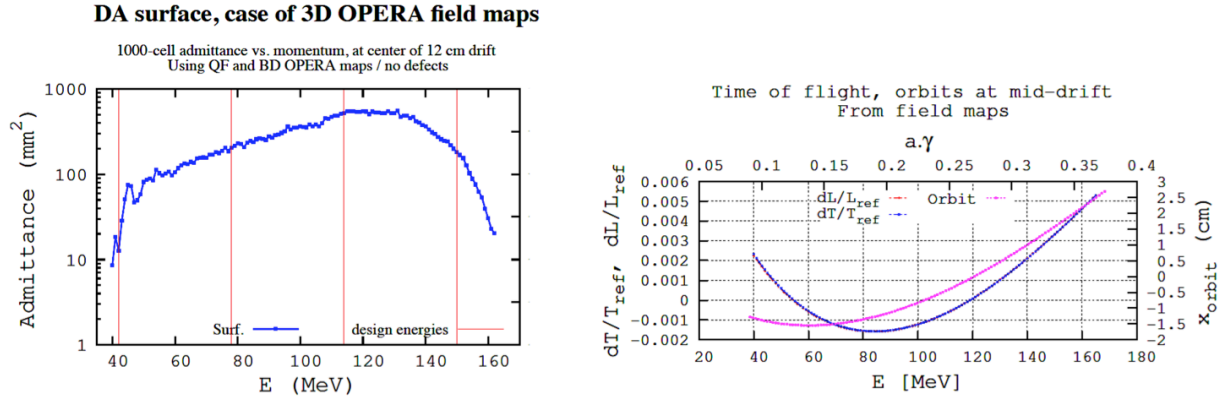 DA surface, case of 3D OPERA field maps
1000-cell admittance vs. momentum, at center of 12 cm drift
Using QF and BD OPERA maps / no defects
Admittance (mm²)
1000
100
10
1
Surf.
design energies
40 60 80 100 120 140 160
E (MeV)
Time of flight, orbits at mid-drift
From field maps
a.γ
0.05 0.1 0.15 0.2 0.25 0.3 0.35 0.4
dT/Tref, dL/Lref
0.006
0.005
0.004
0.003
0.002
0.001
0
-0.001
-0.002
dL/Lref Orbit
dT/Tref
3
2.5
2
1.5
1
0.5
0
-0.5
-1
-1.5
-2
xorbit (cm)
20 40 60 80 100 120 140 160 180
E [MeV]